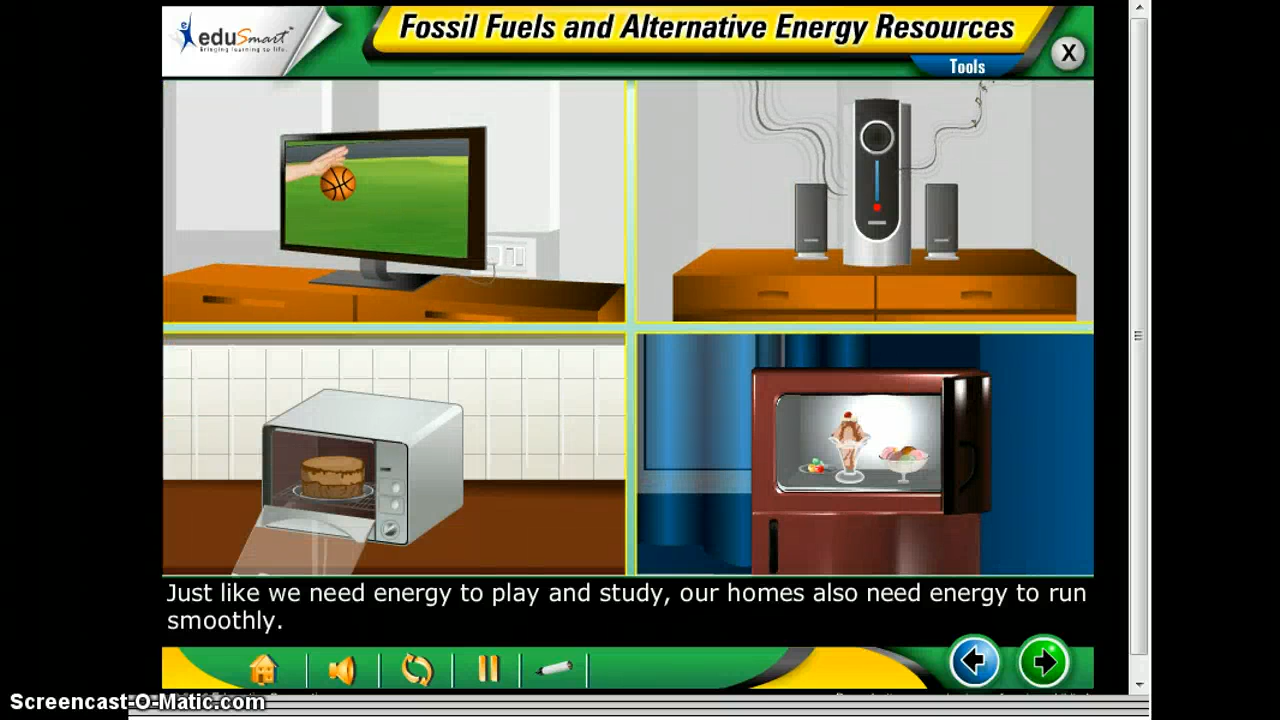 eduSmart™
Bringing learning to life.
Fossil Fuels and Alternative Energy Resources
Tools
X
Just like we need energy to play and study, our homes also need energy to run
smoothly.
Screencast-O-Matic.com